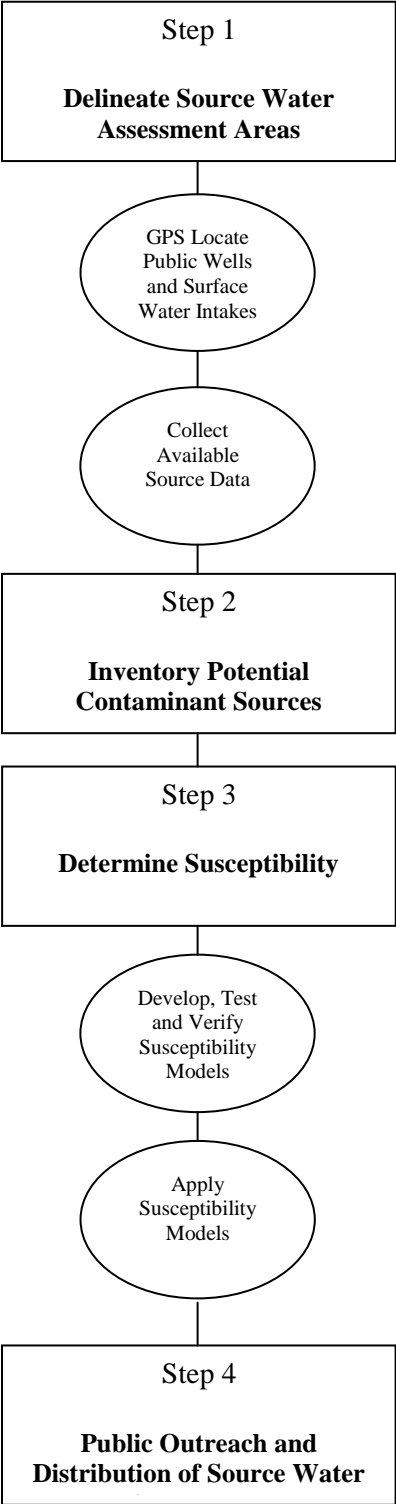 Step 1
Delineate Source Water
Assessment Areas
GPS Locate
Public Wells
and Surface
Water Intakes
Collect
Available
Source Data
Step 2
Inventory Potential
Contaminant Sources
Step 3
Determine Susceptibility
Develop, Test
and Verify
Susceptibility
Models
Apply
Susceptibility
Models
Step 4
Public Outreach and
Distribution of Source Water